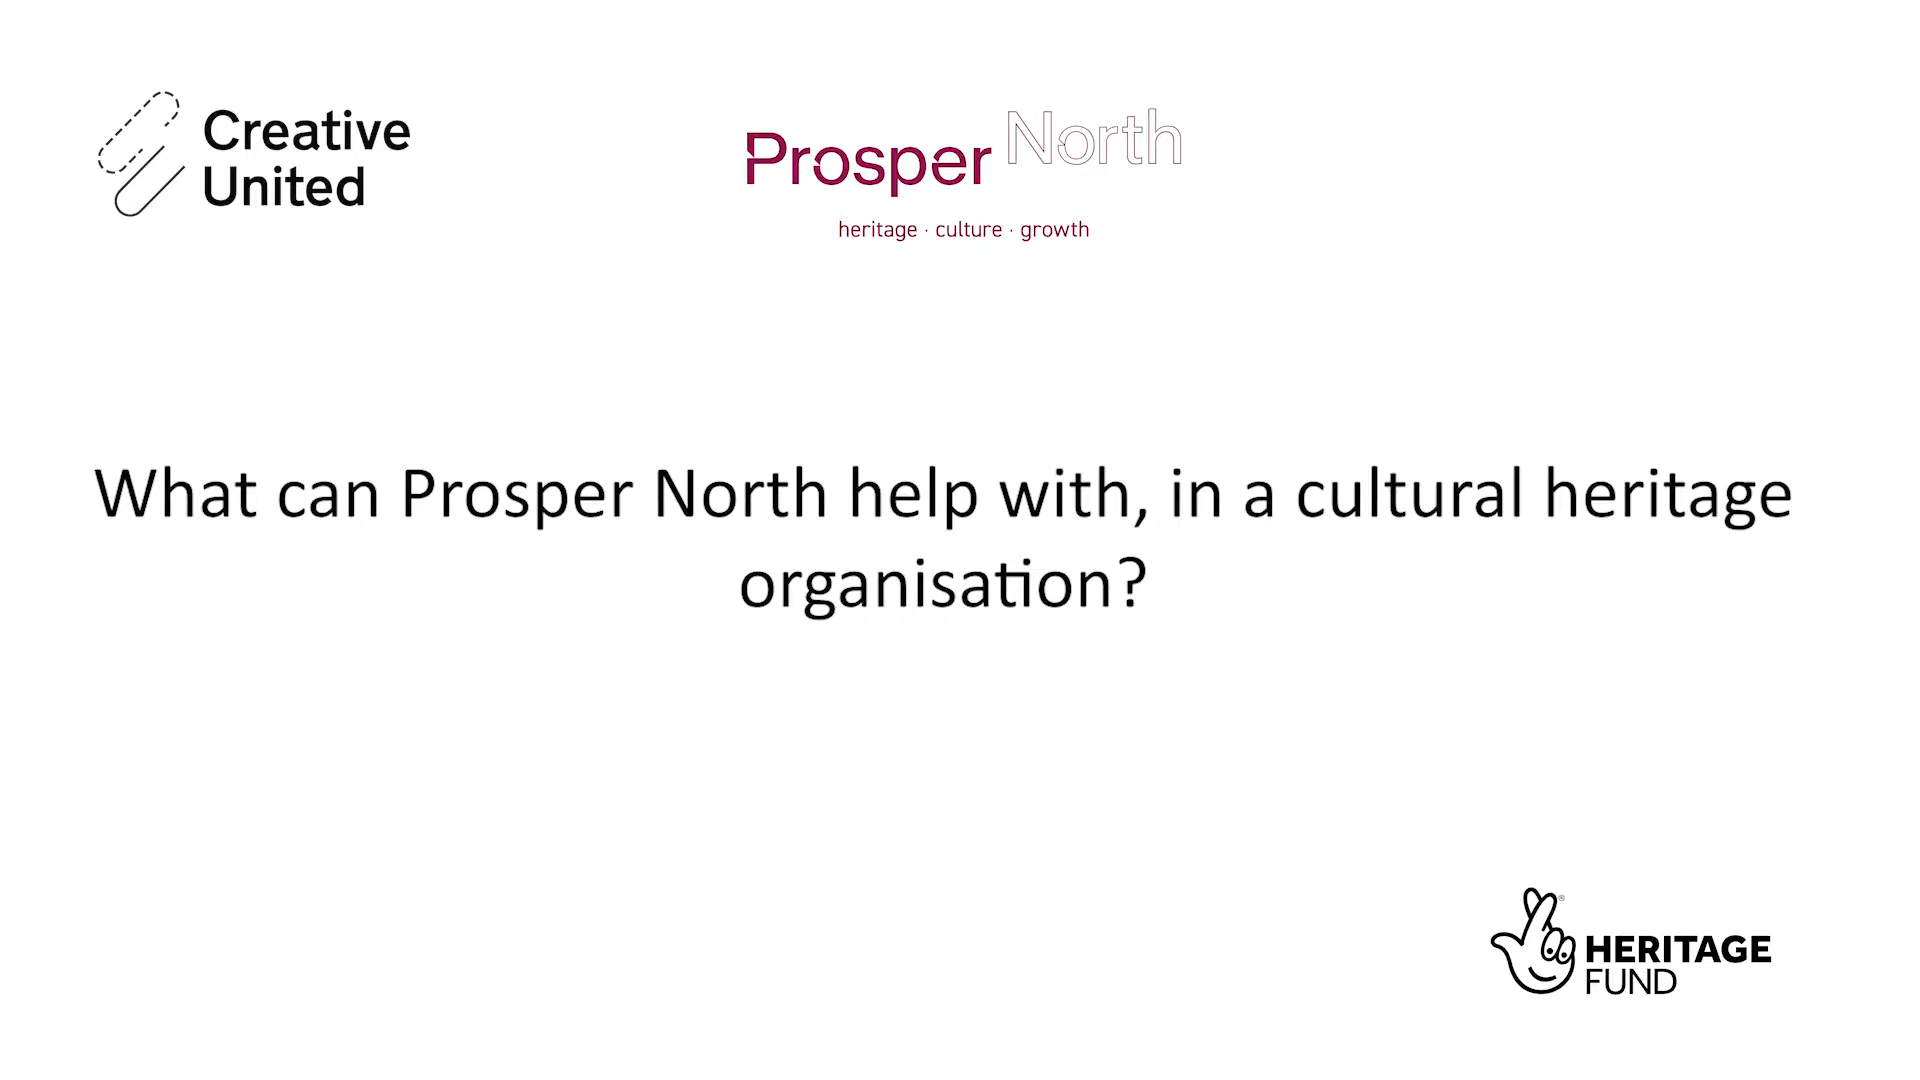 Creative
United
Prosper North
heritage · culture · growth
What can Prosper North help with, in a cultural heritage
organisation?
®
HERITAGE
FUND